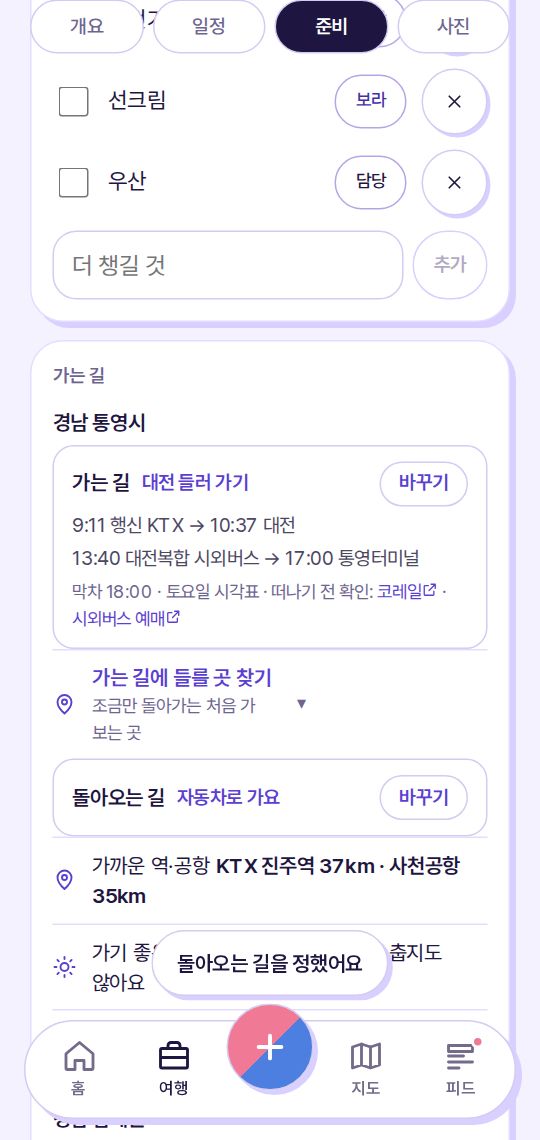 개요
일정
준비
사진
선크림
보라
×
우산
담당
×
더 챙길 것
추가
가는 길
경남 통영시
가는 길 대전 들러 가기
바꾸기
9:11 행신 KTX → 10:37 대전
13:40 대전복합 시외버스 → 17:00 통영터미널
막차 18:00 · 토요일 시각표 · 떠나기 전 확인: 코레일 ·
시외버스 예매
가는 길에 들를 곳 찾기
조금만 돌아가는 처음 가
보는 곳
▼
돌아오는 길 자동차로 가요
바꾸기
가까운 역·공항 KTX 진주역 37km · 사천공항
35km
가기 춥지도
않아요
돌아오는 길을 정했어요
홈
여행
지도
피드